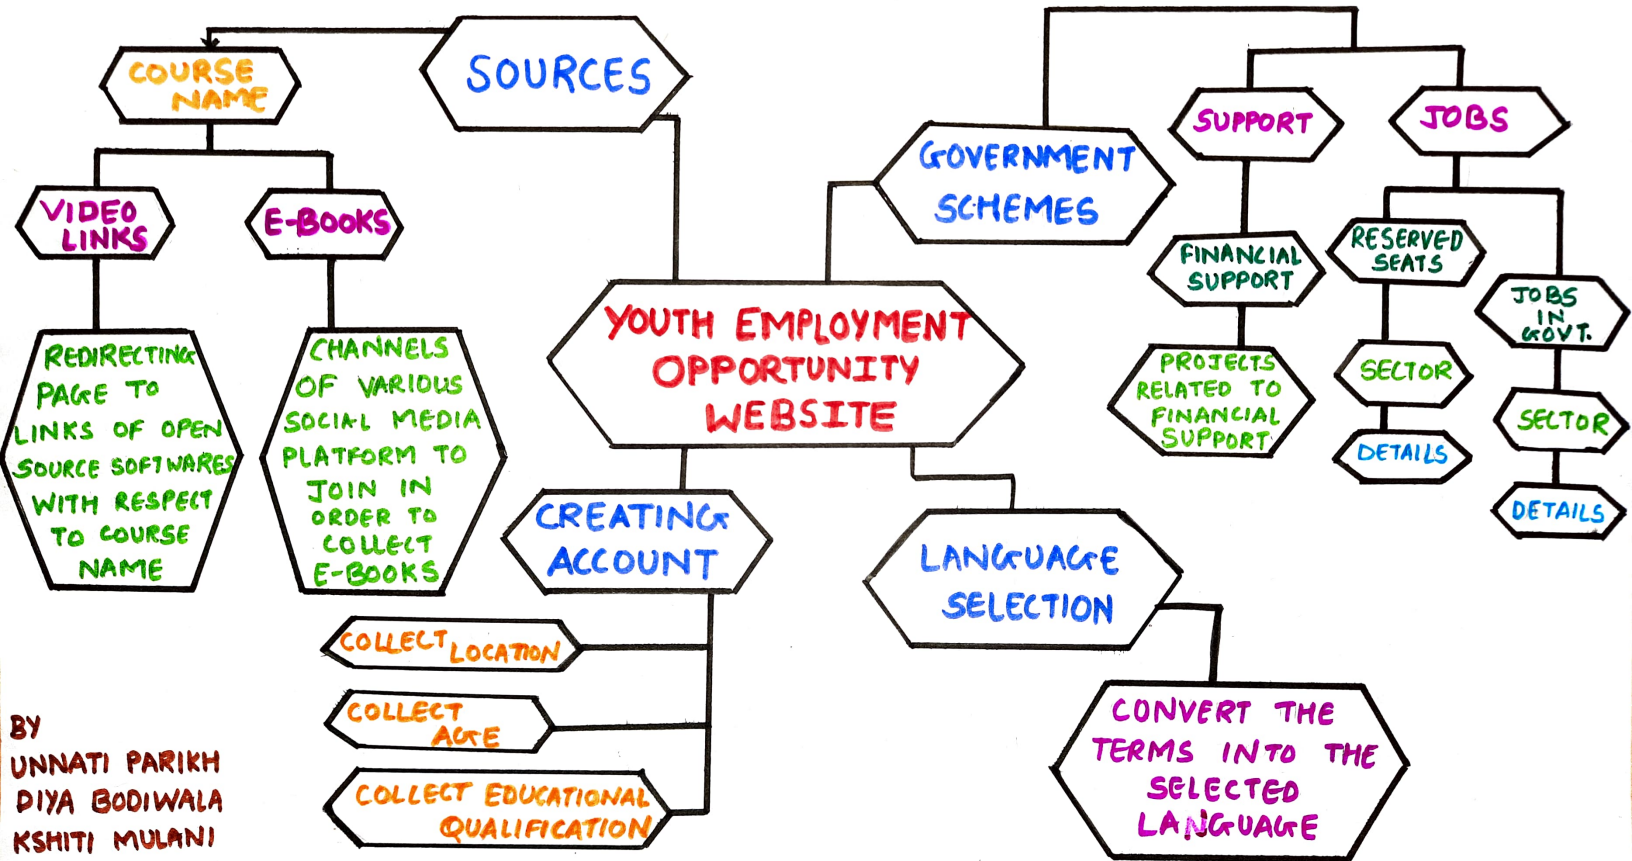 SOURCES
COURSE
NAME
VIDEO
LINKS
E-BOOKS
REDIRECTING
PAGE TO
LINKS OF OPEN
SOURCE SOFTWARES
WITH RESPECT
TO COURSE
NAME
CHANNELS
OF VARIOUS
SOCIAL MEDIA
PLATFORM TO
JOIN IN
ORDER TO
COLLECT
E-BOOKS
GOVERNMENT
SCHEMES
SUPPORT
JOBS
FINANCIAL
SUPPORT
PROJECTS
RELATED TO
FINANCIAL
SUPPORT
RESERVED
SEATS
SECTOR
DETAILS
JOBS
IN
GOVT.
SECTOR
DETAILS
YOUTH EMPLOYMENT
OPPORTUNITY
WEBSITE
CREATING
ACCOUNT
COLLECT LOCATION
COLLECT
AGE
COLLECT EDUCATIONAL
QUALIFICATION
LANGUAGE
SELECTION
CONVERT THE
TERMS INTO THE
SELECTED
LANGUAGE
BY
UNNATI PARIKH
DIYA BODIWALA
KSHITI MULANI